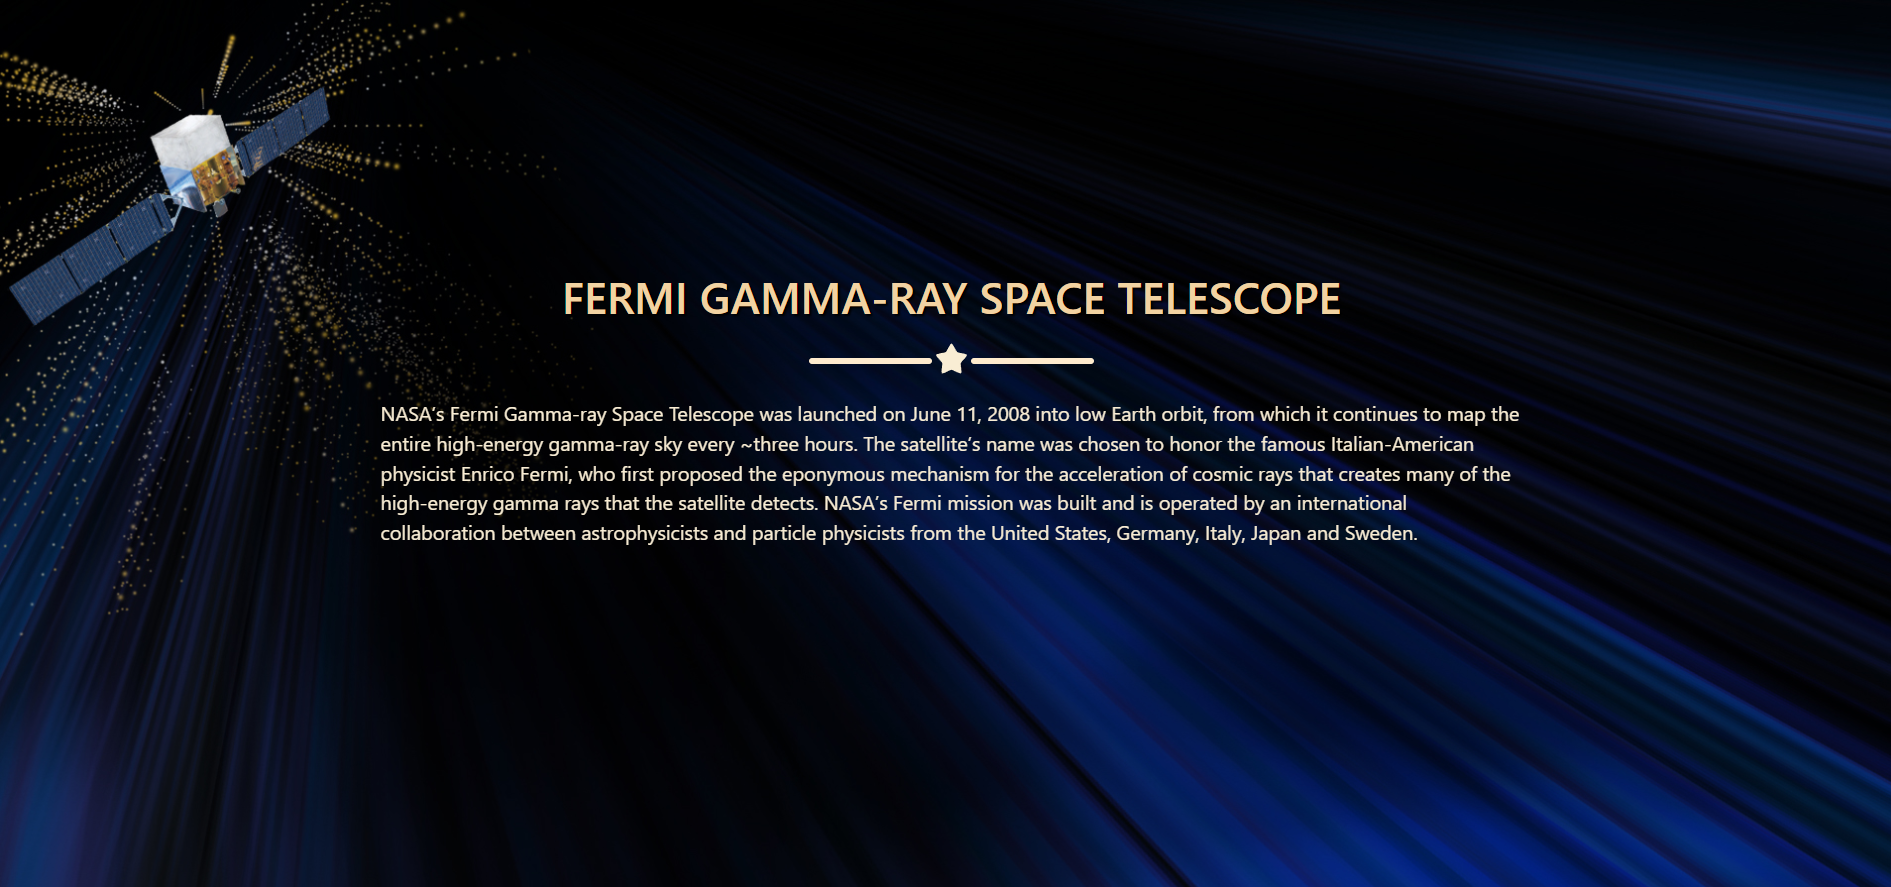 FERMI GAMMA-RAY SPACE TELESCOPE
NASA’s Fermi Gamma-ray Space Telescope was launched on June 11, 2008 into low Earth orbit, from which it continues to map the
entire high-energy gamma-ray sky every ~three hours. The satellite’s name was chosen to honor the famous Italian-American
physicist Enrico Fermi, who first proposed the eponymous mechanism for the acceleration of cosmic rays that creates many of the
high-energy gamma rays that the satellite detects. NASA’s Fermi mission was built and is operated by an international
collaboration between astrophysicists and particle physicists from the United States, Germany, Italy, Japan and Sweden.